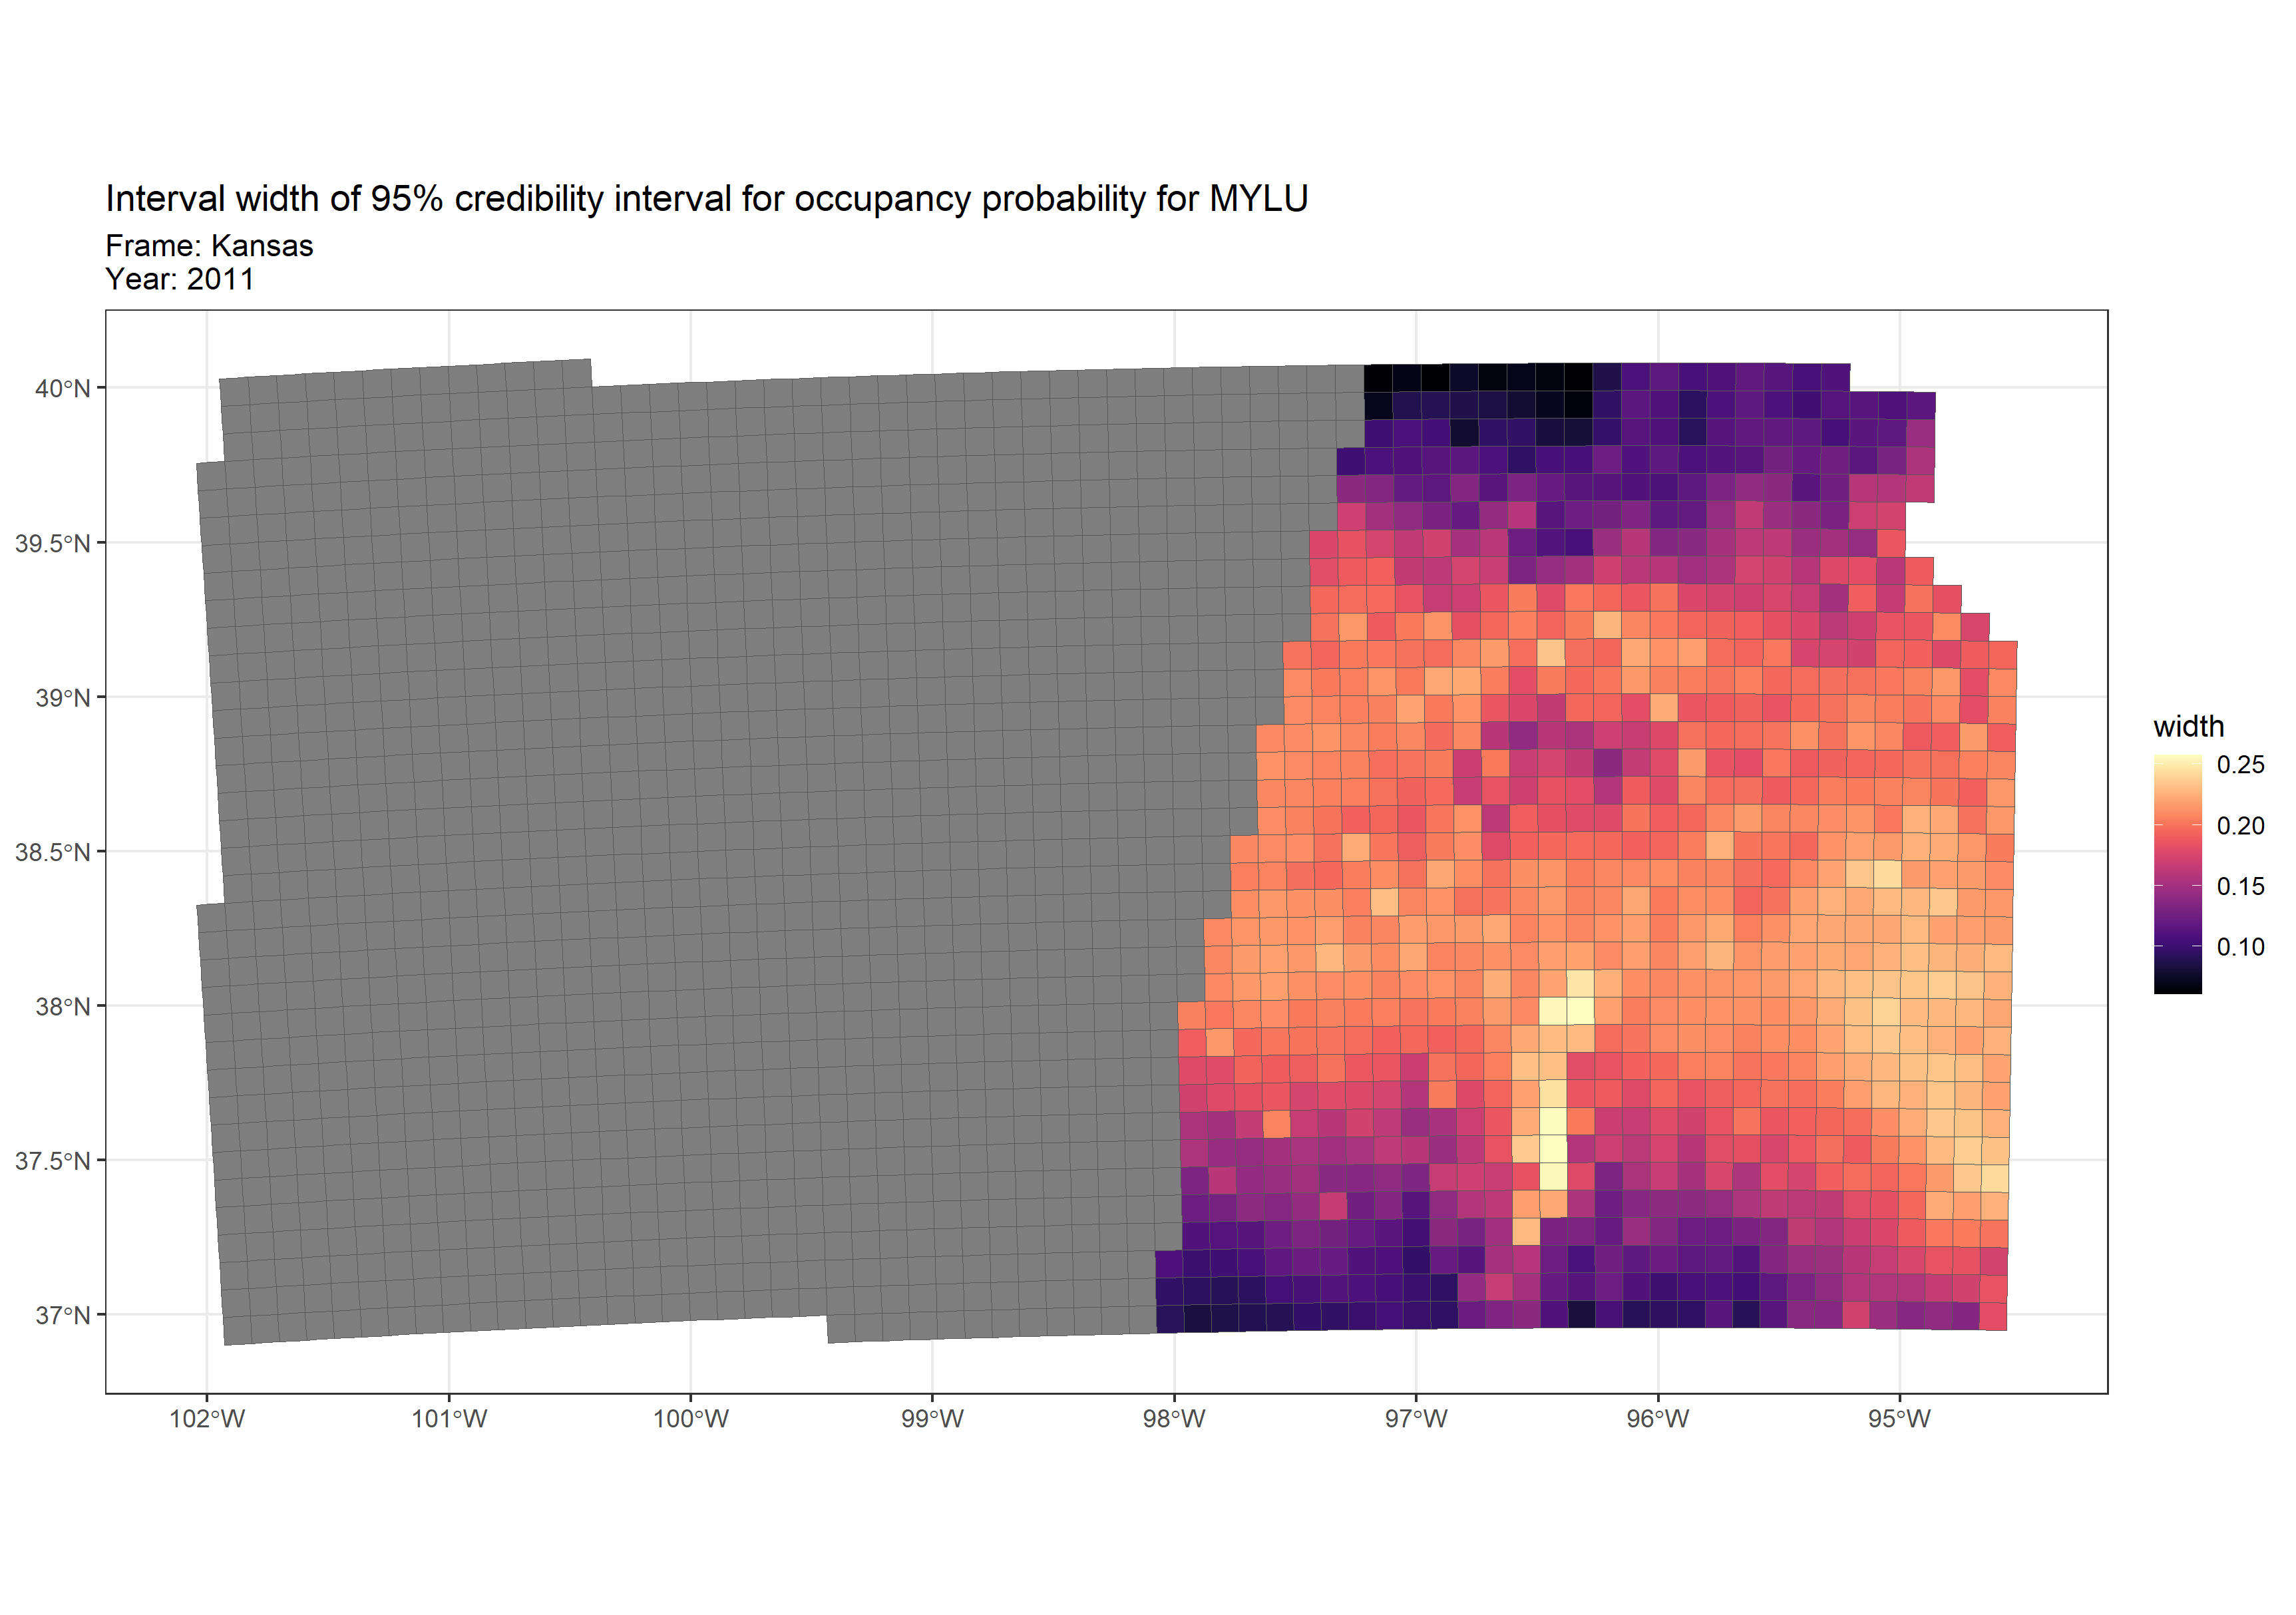 Interval width of 95% credibility interval for occupancy probability for MYLU
Frame: Kansas
Year: 2011
40°N
39.5°N
39°N
38.5°N
38°N
37.5°N
37°N
102°W
101°W
100°W
99°W
98°W
97°W
96°W
95°W
width
0.25
0.20
0.15
0.10